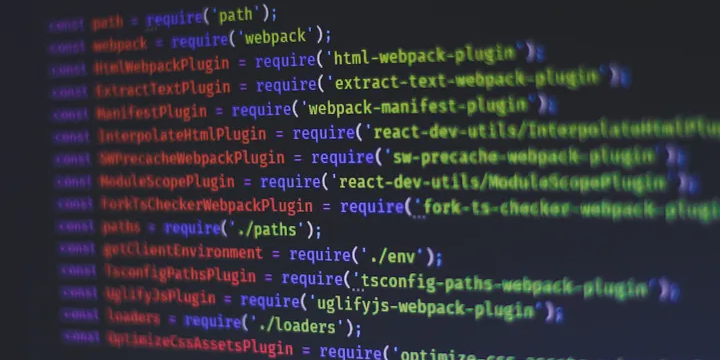 const path = require('path');
const webpack = require('webpack');
const HtmlWebpackPlugin = require('html-webpack-plugin');
const ExtractTextPlugin = require('extract-text-webpack-plugin');
const ManifestPlugin = require('webpack-manifest-plugin');
const InterpolateHtmlPlugin = require('react-dev-utils/InterpolateHtmlPlu
const SWPrecacheWebpackPlugin = require('sw-precache-webpack-plugin');
const ModuleScopePlugin = require('react-dev-utils/ModuleScopePlugin');
const ForkTsCheckerWebpackPlugin = require('fork-ts-checker-webpack-plugi
const paths = require('./paths');
const getClientEnvironment = require('./env');
const TsconfigPathsPlugin = require('tsconfig-paths-webpack-plugin');
const UglifyJsPlugin = require('uglifyjs-webpack-plugin');
const loaders = require('./loaders');
const OptimizeCssAssetsPlugin = require('optimize-css-assets